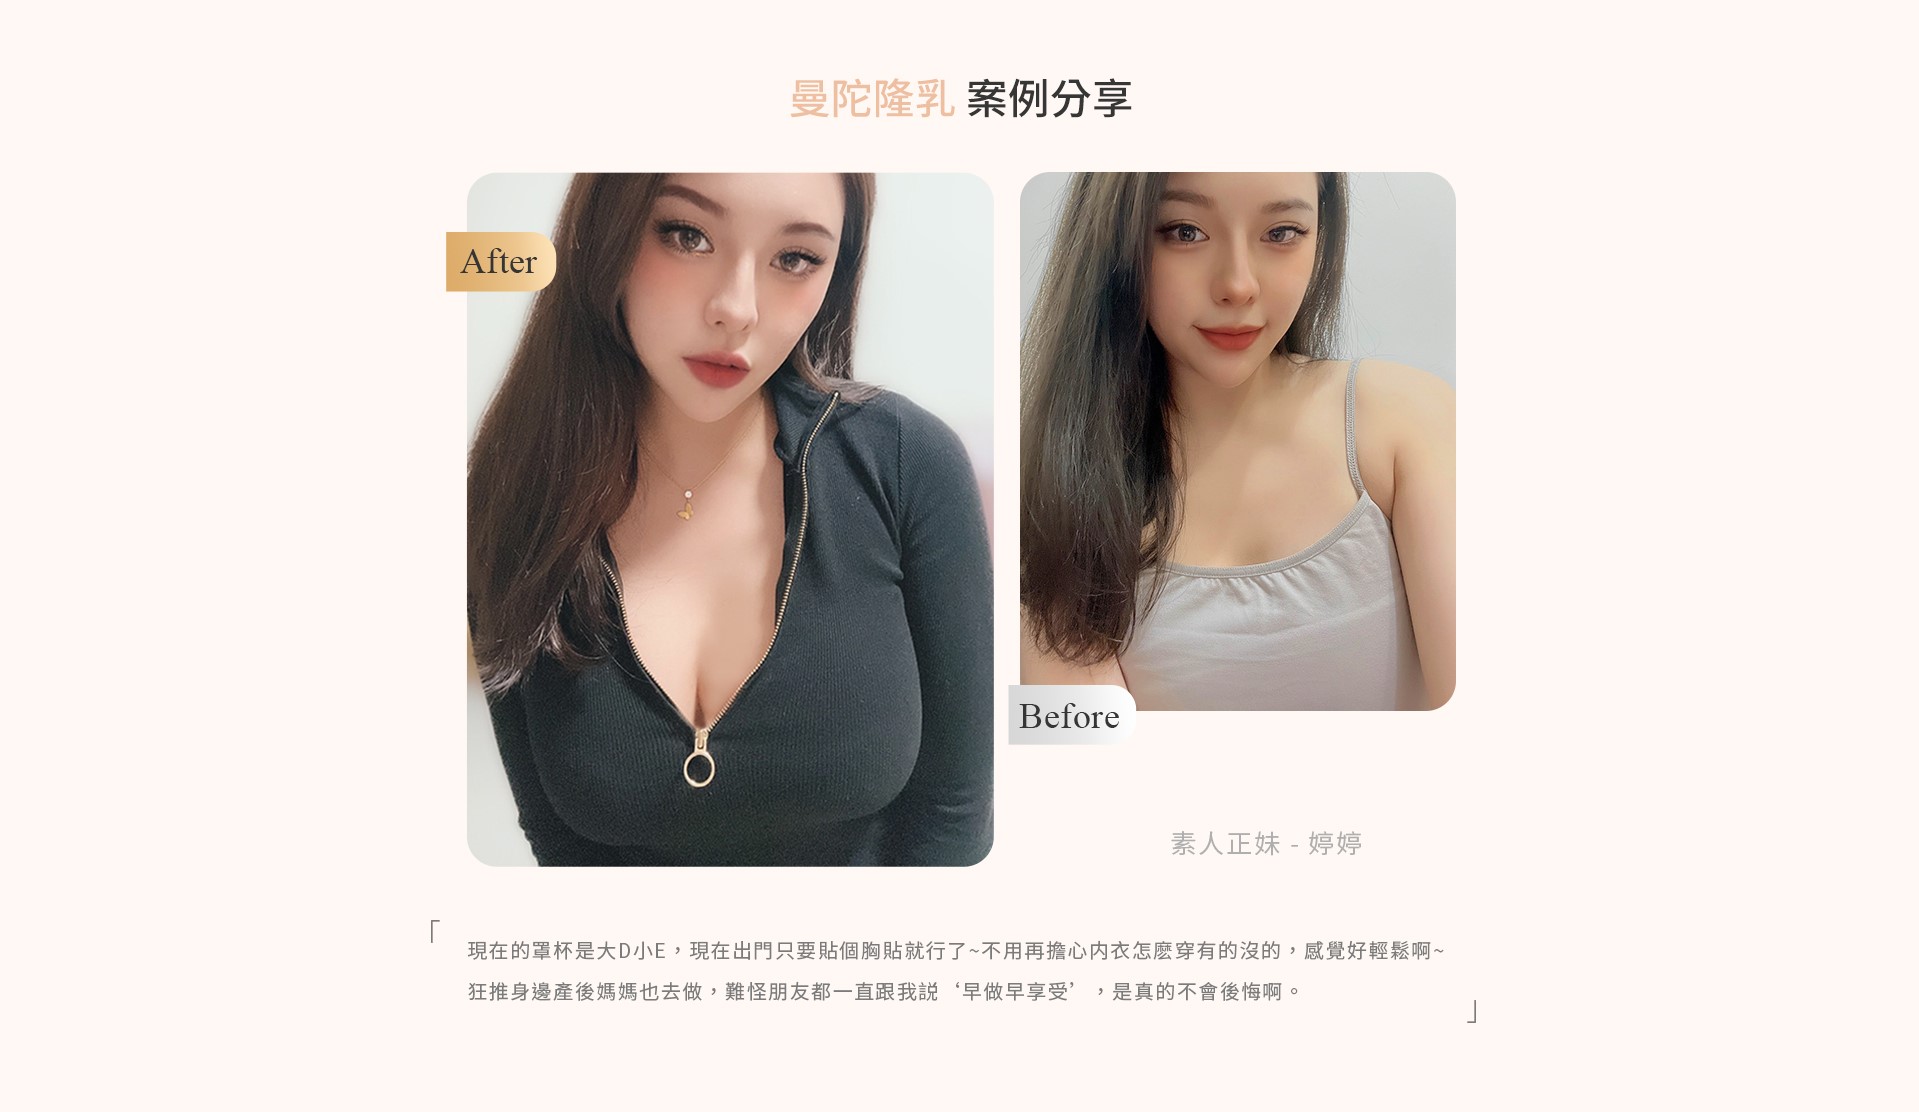 曼陀隆乳 案例分享
After
Before
素人正妹 - 婷婷
「
現在的罩杯是大D小E，現在出門只要貼個胸貼就行了~不用再擔心内衣怎麽穿有的沒的，感覺好輕鬆啊~
狂推身邊產後媽媽也去做，難怪朋友都一直跟我説‘早做早享受’，是真的不會後悔啊。
」